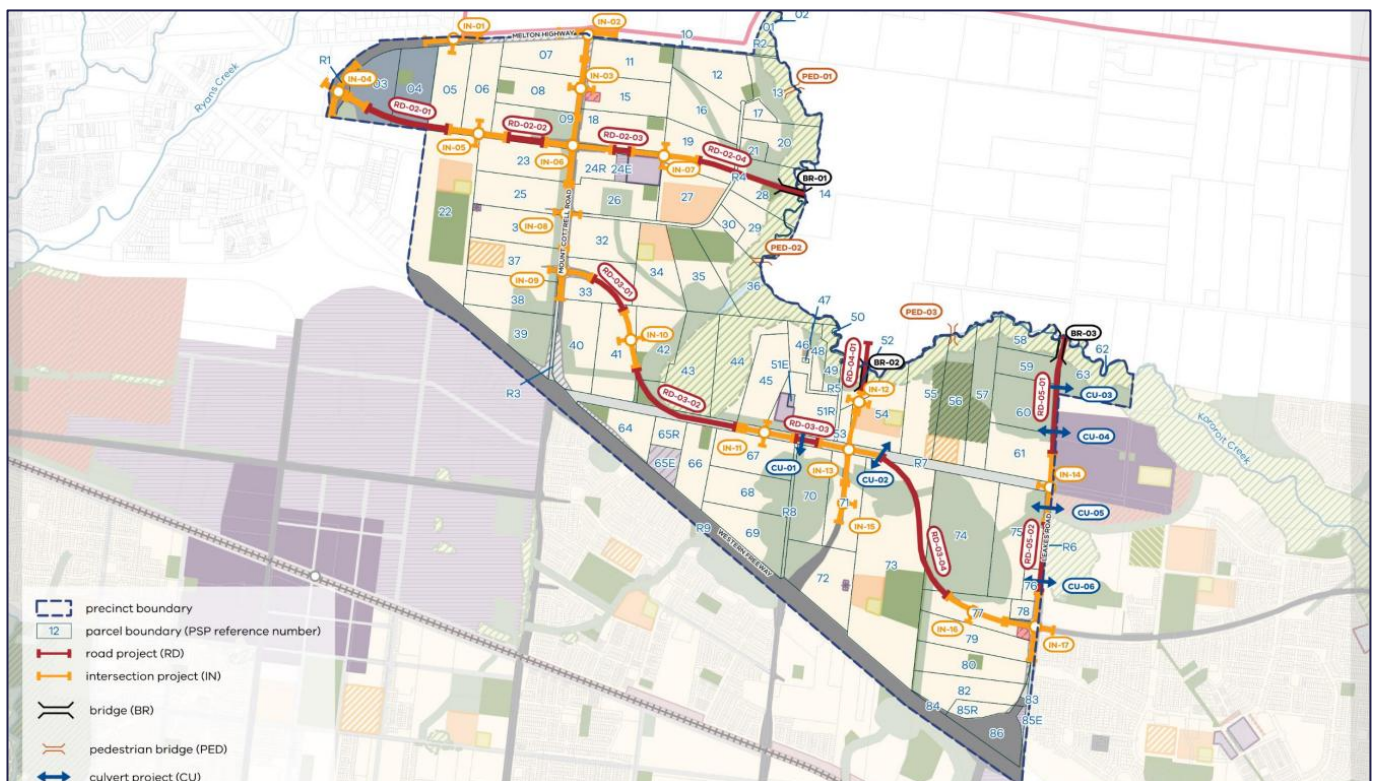 02
01
IN-01
IN-02
MELTON HIGHWAY
10
R2
07
11
R1
12
IN-04
03
04
05
06
08
IN-03
15
PED-01
13
16
17
RD-02-01
RD-02-02
09
18
RD-02-03
20
IN-05
IN-06
19
21
23
24R
24E
IN-07
RD-02-04
R4
BR-01
14
25
26
27
28
22
IN-08
30
29
MOUNT COTTRELL ROAD
32
PED-02
37
34
35
IN-09
33
RD-03-01
36
38
47
50
39
40
41
IN-10
42
46
48
RD-04-01
52
PED-03
58
BR-03
62
43
44
51E
49
BR-02
59
63
R3
45
R5
IN-12
55
56
57
RD-05-01
CU-03
RD-03-02
51R
54
60
64
65R
RD-03-03
53
CU-04
Kororoit Creek
IN-11
67
61
65E
66
CU-01
IN-13
CU-02
R7
IN-14
68
70
71
R8
CU-05
69
IN-15
74
75
R9
WESTERN FREEWAY
RD-03-04
RD-05-02
LEAKES ROAD
R6
72
73
76
CU-06
77
78
IN-16
79
IN-17
80
82
83
84
85R
85E
86
Ryans Creek
precinct boundary
12 parcel boundary (PSP reference number)
road project (RD)
intersection project (IN)
bridge (BR)
pedestrian bridge (PED)
culvert project (CU)